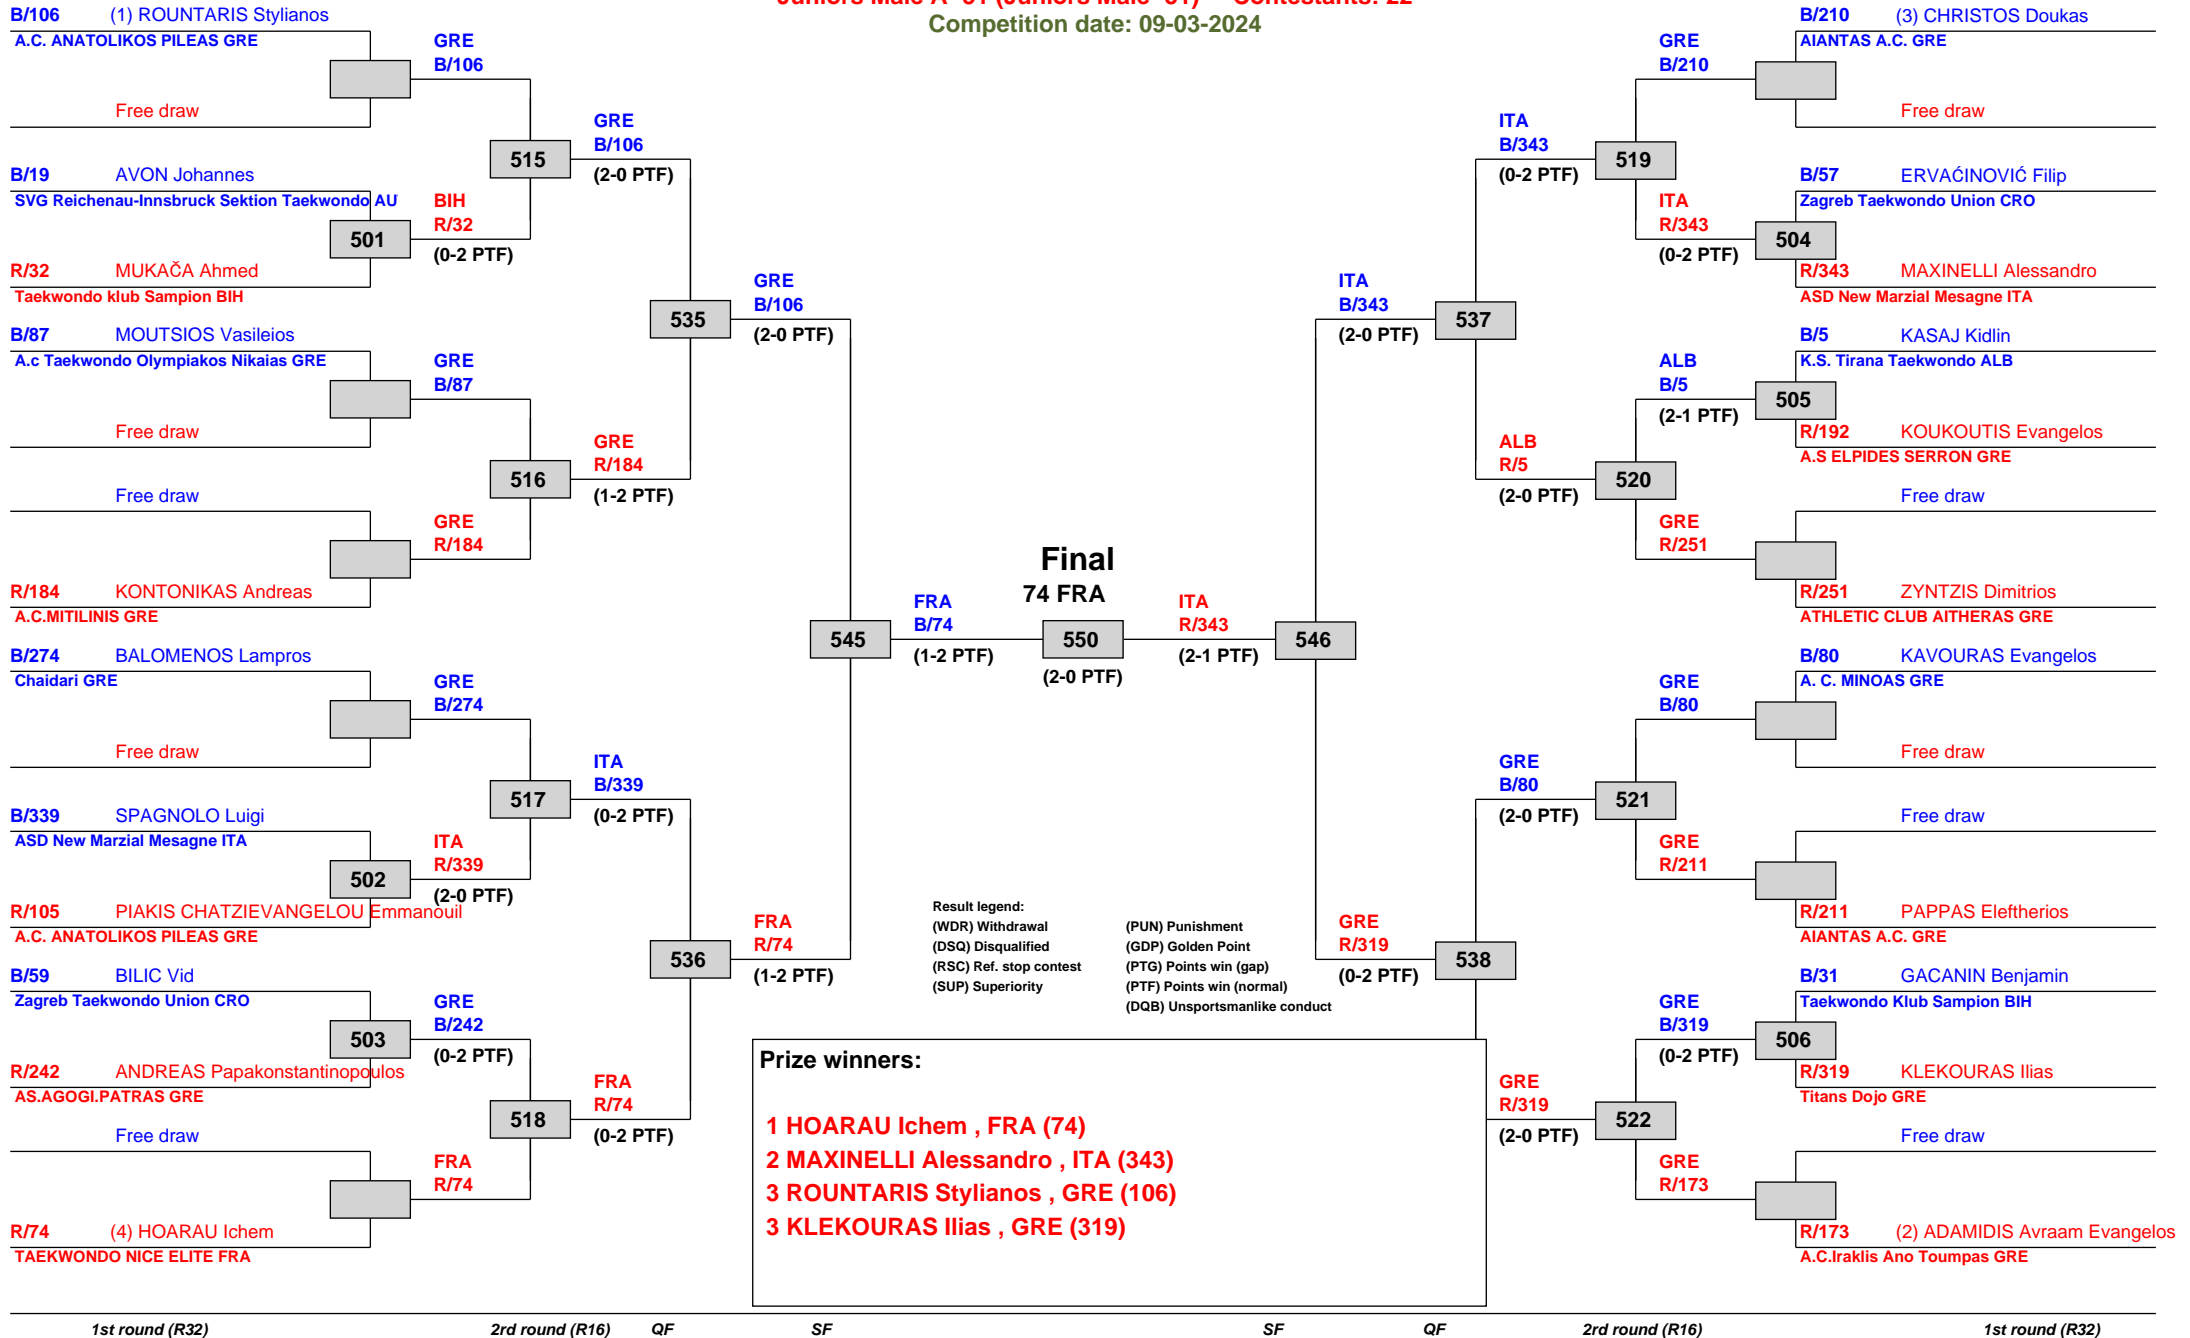 Competition date: 09-03-2024
B/106 (1) ROUNTARIS Stylianos
A.C. ANATOLIKOS PILEAS GRE
Free draw
B/19 AVON Johannes
SVG Reichenau-Innsbruck Sektion Taekwondo AU
501
R/32 MUKAČA Ahmed
Taekwondo klub Sampion BIH
B/87 MOUTSIOS Vasileios
A.c Taekwondo Olympiakos Nikaias GRE
Free draw
Free draw
R/184 KONTONIKAS Andreas
A.C.MITILINIS GRE
B/274 BALOMENOS Lampros
Chaidari GRE
Free draw
B/339 SPAGNOLO Luigi
ASD New Marzial Mesagne ITA
502
R/105 PIAKIS CHATZIEVANGELOU Emmanouil
A.C. ANATOLIKOS PILEAS GRE
B/59 BILIC Vid
Zagreb Taekwondo Union CRO
503
R/242 ANDREAS Papakonstantinopoulos
AS.AGOGI.PATRAS GRE
Free draw
R/74 (4) HOARAU Ichem
TAEKWONDO NICE ELITE FRA
GRE
B/106
515
BIH
R/32
(0-2 PTF)
GRE
B/87
516
GRE
R/184
GRE
B/274
517
ITA
R/339
(2-0 PTF)
GRE
B/242
(0-2 PTF)
518
FRA
R/74
GRE
B/106
(2-0 PTF)
535
GRE
R/184
(1-2 PTF)
ITA
B/339
(0-2 PTF)
536
FRA
R/74
(0-2 PTF)
GRE
B/106
(2-0 PTF)
545
FRA
R/74
(1-2 PTF)
FRA
B/74
(1-2 PTF)
Final
74 FRA
550
(2-0 PTF)
ITA
R/343
(2-1 PTF)
546
ITA
B/343
(2-0 PTF)
537
GRE
R/319
(0-2 PTF)
538
ITA
B/343
(0-2 PTF)
519
ALB
R/5
(2-0 PTF)
520
GRE
B/80
(2-0 PTF)
521
GRE
R/319
(2-0 PTF)
522
GRE
B/210
ITA
R/343
(0-2 PTF)
504
ALB
B/5
(2-1 PTF)
505
GRE
R/251
GRE
B/80
GRE
R/211
GRE
B/319
(0-2 PTF)
506
GRE
R/173
B/210 (3) CHRISTOS Doukas
AIANTAS A.C. GRE
Free draw
B/57 ERVAĆINOVIĆ Filip
Zagreb Taekwondo Union CRO
R/343 MAXINELLI Alessandro
ASD New Marzial Mesagne ITA
B/5 KASAJ Kidlin
K.S. Tirana Taekwondo ALB
R/192 KOUKOUTIS Evangelos
A.S ELPIDES SERRON GRE
Free draw
R/251 ZYNTZIS Dimitrios
ATHLETIC CLUB AITHERAS GRE
B/80 KAVOURAS Evangelos
A. C. MINOAS GRE
Free draw
Free draw
R/211 PAPPAS Eleftherios
AIANTAS A.C. GRE
B/31 GACANIN Benjamin
Taekwondo Klub Sampion BIH
R/319 KLEKOURAS Ilias
Titans Dojo GRE
Free draw
R/173 (2) ADAMIDIS Avraam Evangelos
A.C.Iraklis Ano Toumpas GRE
Result legend:
(WDR) Withdrawal
(DSQ) Disqualified
(RSC) Ref. stop contest
(SUP) Superiority
(PUN) Punishment
(GDP) Golden Point
(PTG) Points win (gap)
(PTF) Points win (normal)
(DQB) Unsportsmanlike conduct
Prize winners:
1 HOARAU Ichem , FRA (74)
2 MAXINELLI Alessandro , ITA (343)
3 ROUNTARIS Stylianos , GRE (106)
3 KLEKOURAS Ilias , GRE (319)
1st round (R32) 2rd round (R16) QF SF SF QF 2rd round (R16) 1st round (R32)